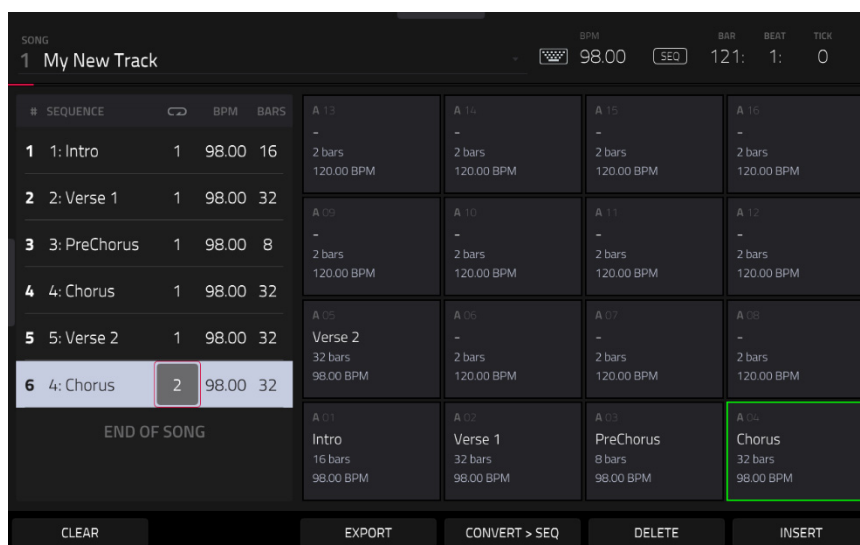 SONG BPM BAR BEAT TICK
1 My New Track 98.00 SEQ 121: 1: 0
# SEQUENCE BPM BARS
1 1: Intro 1 98.00 16
2 2: Verse 1 1 98.00 32
3 3: PreChorus 1 98.00 8
4 4: Chorus 1 98.00 32
5 5: Verse 2 1 98.00 32
6 4: Chorus 2 98.00 32
END OF SONG
A 13 A 14 A 15 A 16
- - - -
2 bars 2 bars 2 bars 2 bars
120.00 BPM 120.00 BPM 120.00 BPM 120.00 BPM
A 09 A 10 A 11 A 12
- - - -
2 bars 2 bars 2 bars 2 bars
120.00 BPM 120.00 BPM 120.00 BPM 120.00 BPM
A 05 A 06 A 07 A 08
Verse 2 - - -
32 bars 2 bars 2 bars 2 bars
98.00 BPM 120.00 BPM 120.00 BPM 120.00 BPM
A 01 A 02 A 03 A 04
Intro Verse 1 PreChorus Chorus
16 bars 32 bars 8 bars 32 bars
98.00 BPM 98.00 BPM 98.00 BPM 98.00 BPM
CLEAR EXPORT CONVERT > SEQ DELETE INSERT